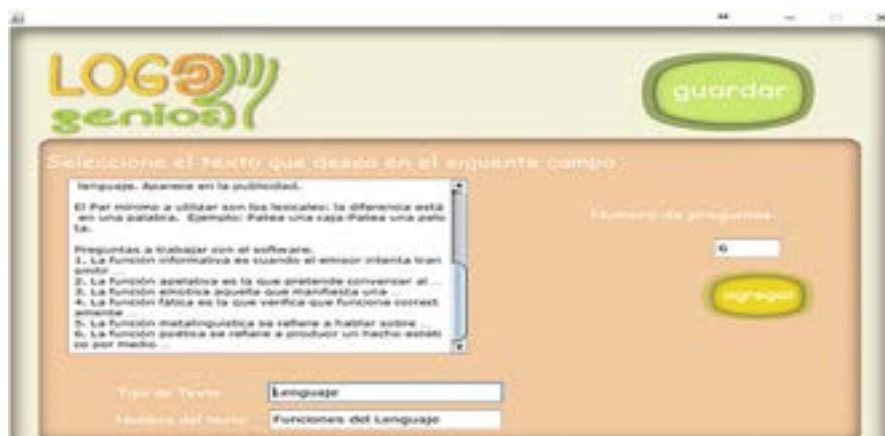 LOGO
genios
guardar
Seleccione el texto que desea en el siguiente campo
lenguaje. Aparece en la publicidad.
El Par mínimo a utilizar son los lexicales: la diferencia está
en una palabra. Ejemplo: Patea una caja-Patea una pelo
ta.
Preguntas a trabajar con el software.
1. La función informativa es cuando el emisor intenta tran
smitir ...
2. La función apelativa es la que pretende convencer al ...
3. La función emotiva aquella que manifiesta una ...
4. La función fática es la que verifica que funciona correct
amente ...
5. La función metalinguistica se refiere a hablar sobre ...
6. La función poética se refiere a producir un hecho estéti
co por medio ...
Numero de preguntas
6
agregar
Tipo de Texto
Lenguaje
Nombre del texto
Funciones del Lenguaje